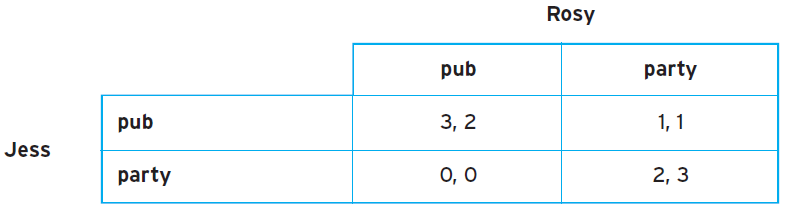 Rosy
pub party
pub 3, 2 1, 1
Jess
party 0, 0 2, 3